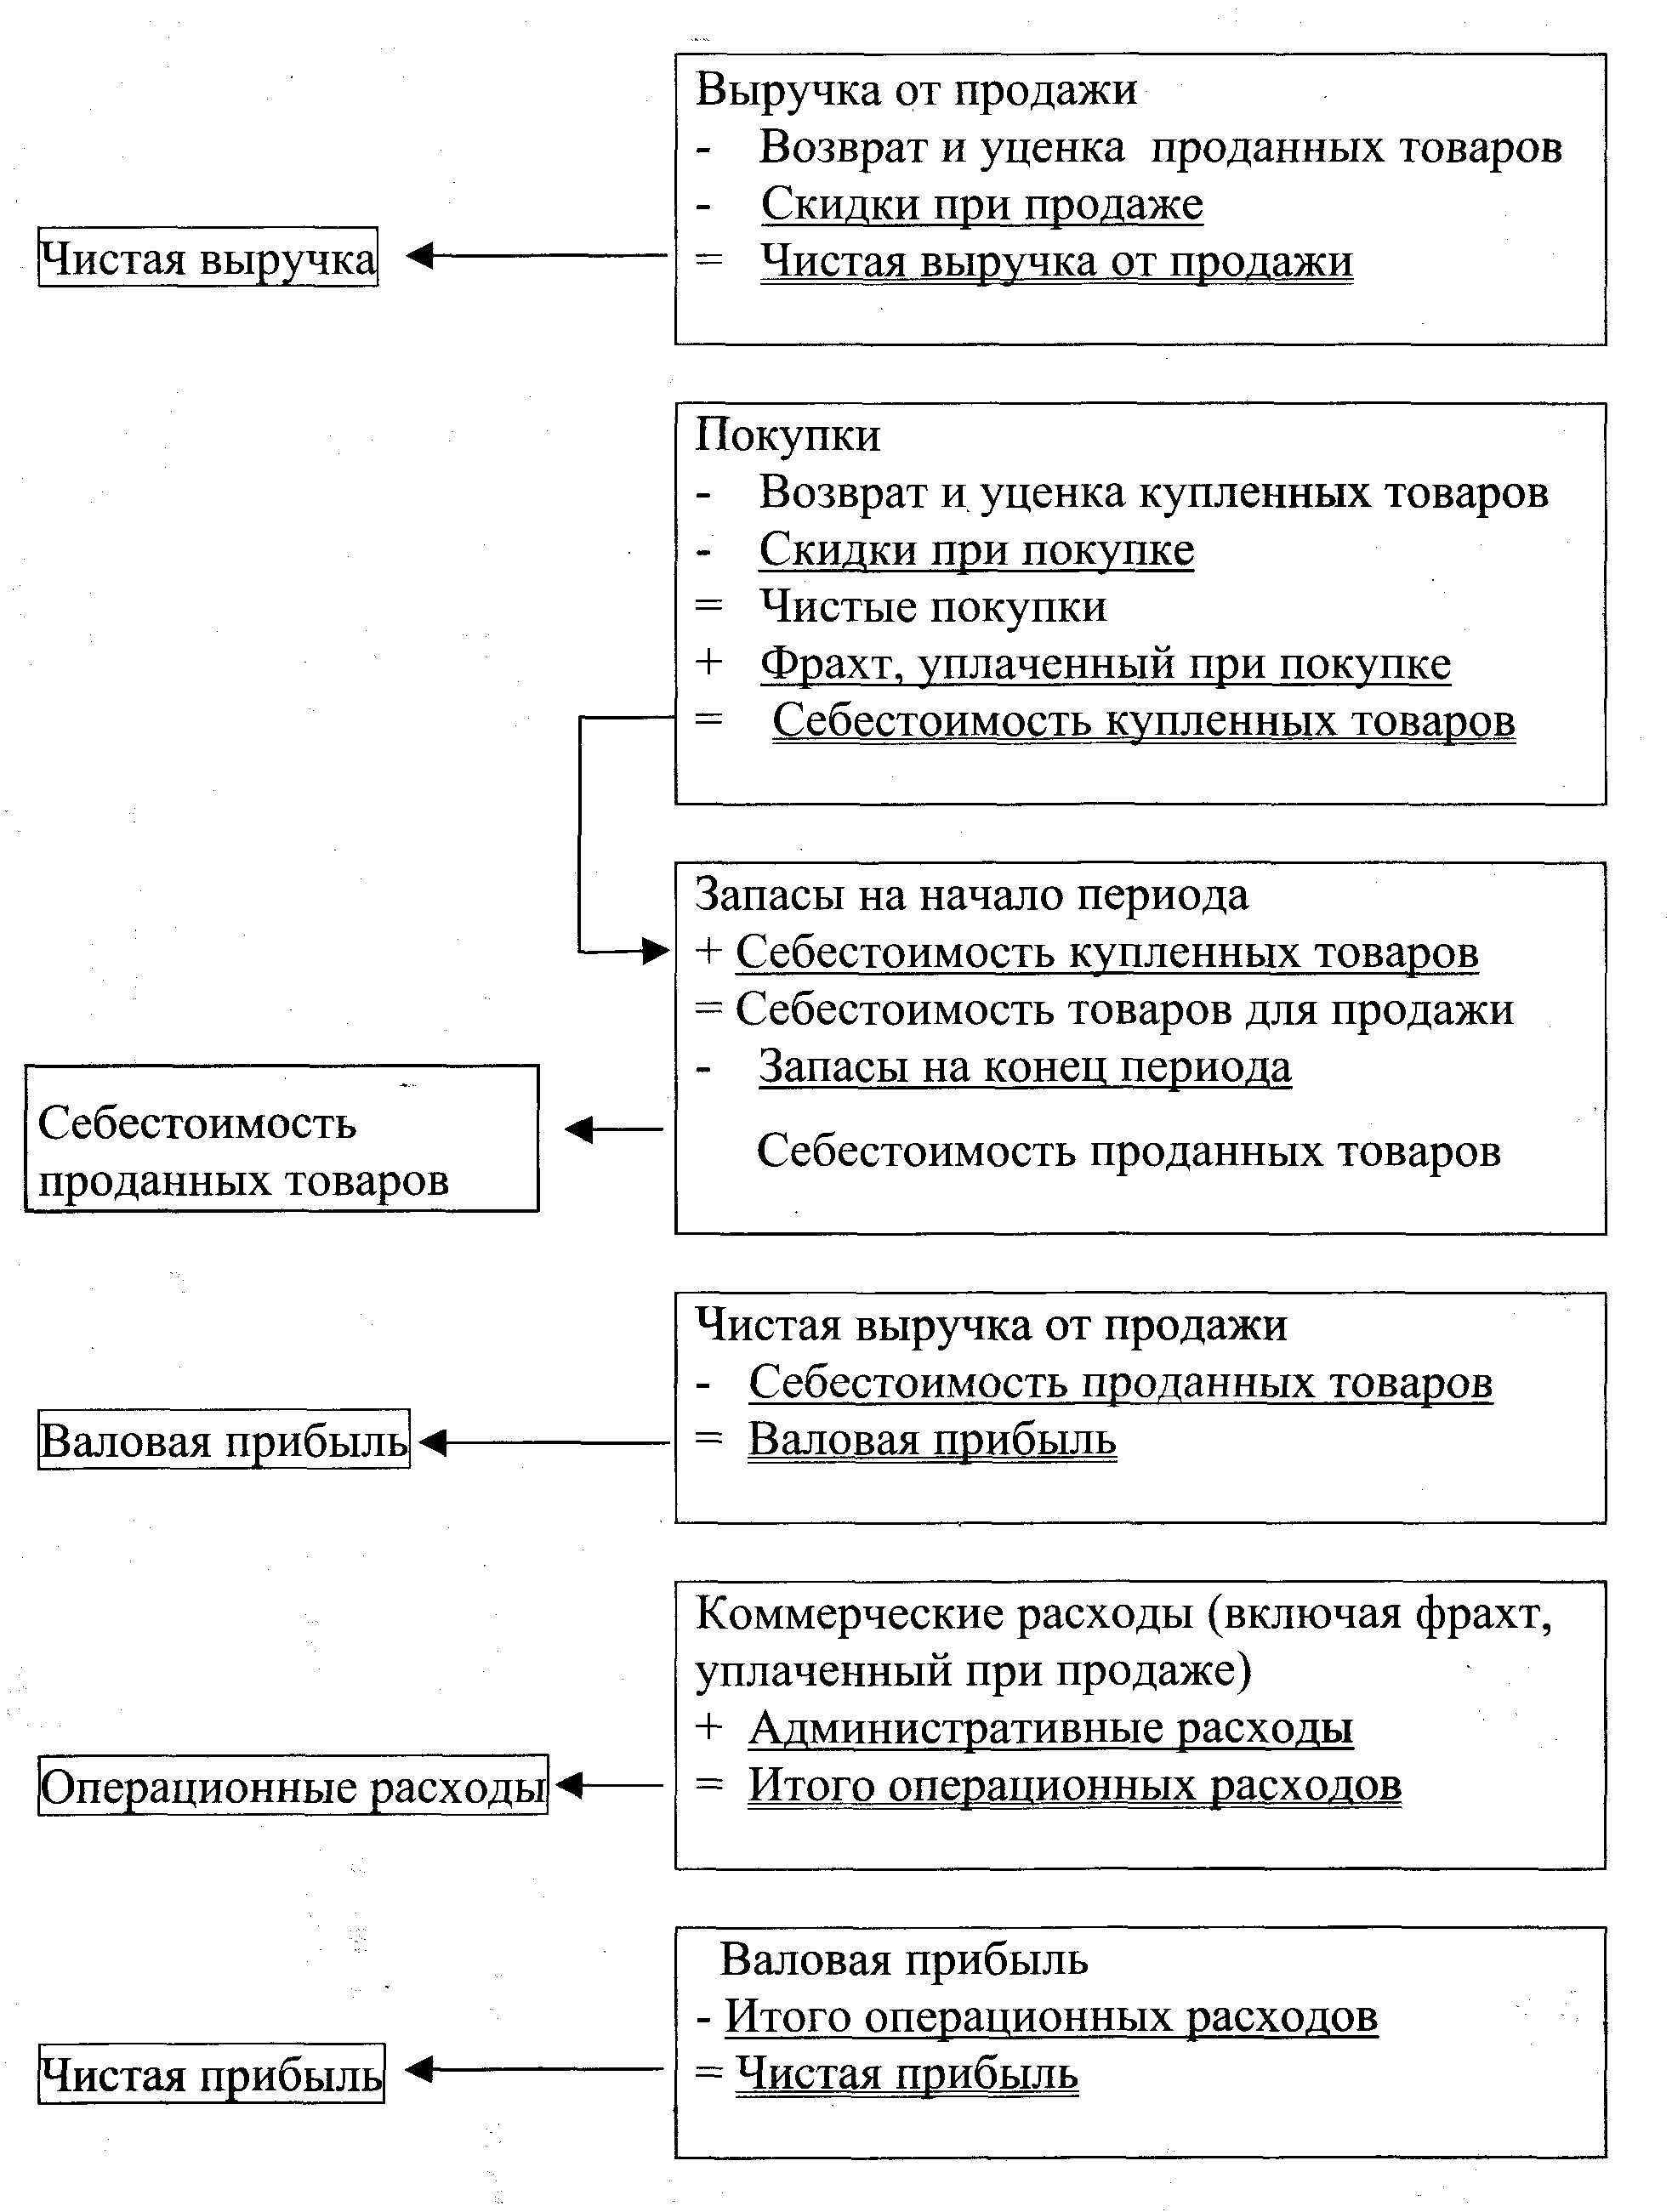 Выручка от продажи
- Возврат и уценка проданных товаров
- Скидки при продаже
Чистая выручка
= Чистая выручка от продажи
Покупки
- Возврат и уценка купленных товаров
- Скидки при покупке
= Чистые покупки
+ Фрахт, уплаченный при покупке
= Себестоимость купленных товаров
Запасы на начало периода
+ Себестоимость купленных товаров
= Себестоимость товаров для продажи
- Запасы на конец периода
Себестоимость
проданных товаров
Себестоимость проданных товаров
Чистая выручка от продажи
- Себестоимость проданных товаров
Валовая прибыль
= Валовая прибыль
Коммерческие расходы (включая фрахт,
уплаченный при продаже)
+ Административные расходы
Операционные расходы
= Итого операционных расходов
Валовая прибыль
- Итого операционных расходов
Чистая прибыль
= Чистая прибыль